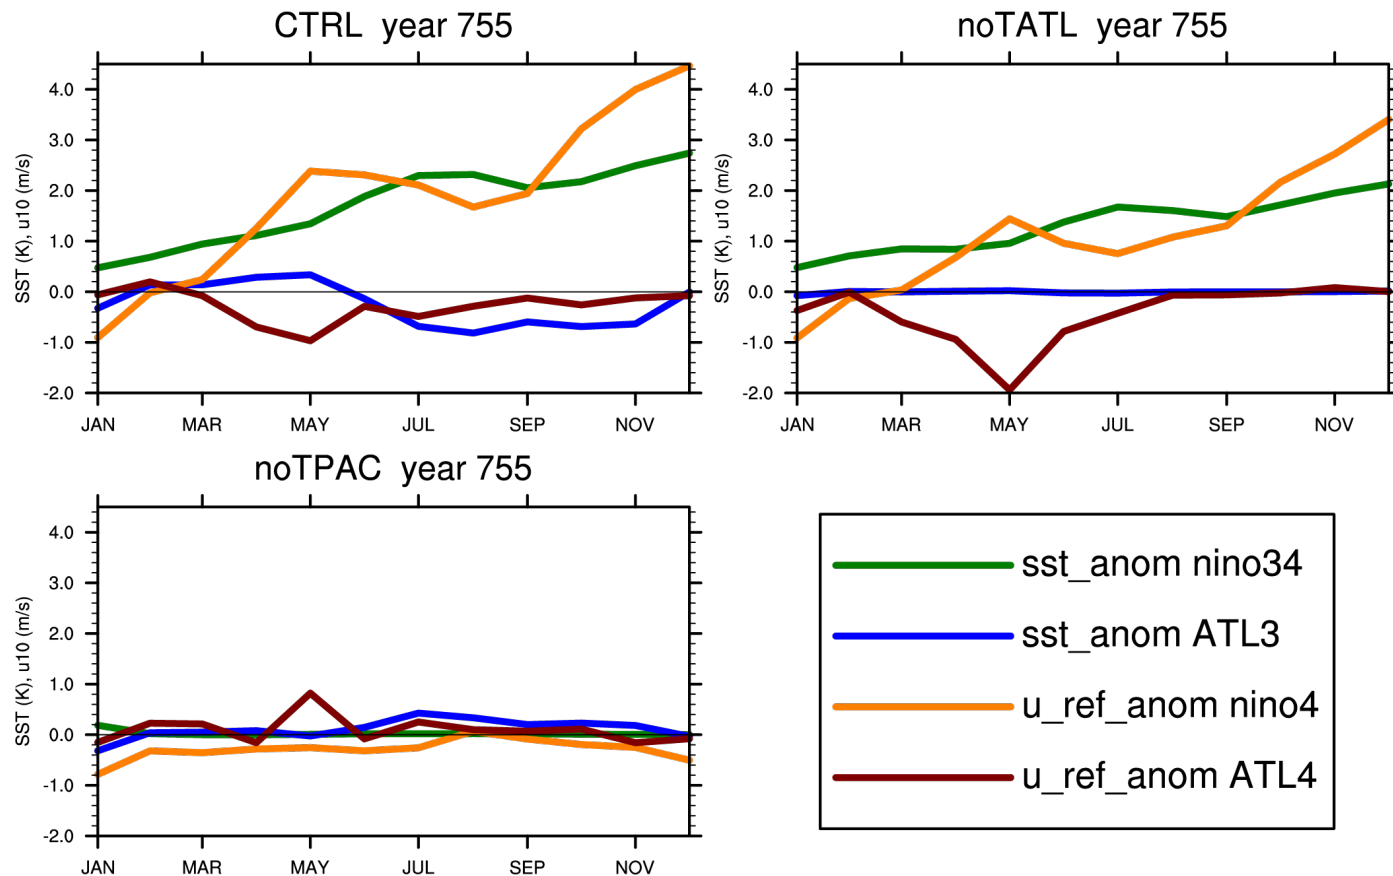 CTRL year 755
SST (K), u10 (m/s)
4.0
3.0
2.0
1.0
0.0
-1.0
-2.0
JAN MAR MAY JUL SEP NOV
noTATL year 755
SST (K), u10 (m/s)
4.0
3.0
2.0
1.0
0.0
-1.0
-2.0
JAN MAR MAY JUL SEP NOV
noTPAC year 755
SST (K), u10 (m/s)
4.0
3.0
2.0
1.0
0.0
-1.0
-2.0
JAN MAR MAY JUL SEP NOV
sst_anom nino34
sst_anom ATL3
u_ref_anom nino4
u_ref_anom ATL4